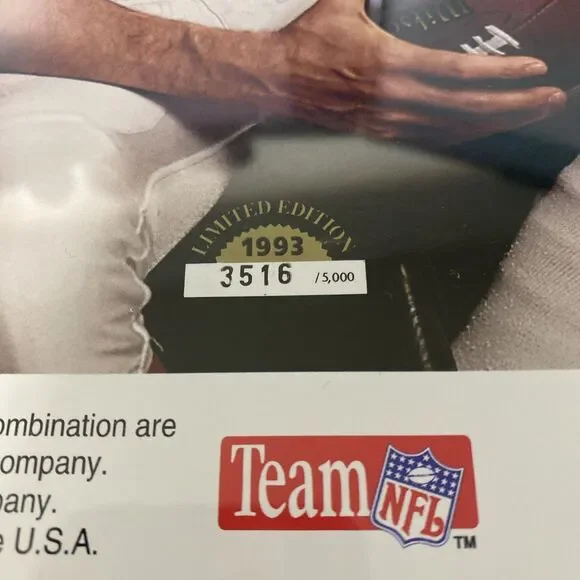 LIMITED EDITION
1993
3516 /5,000
ombination are
ompany.
pany.
e U.S.A.
Team NFL TM